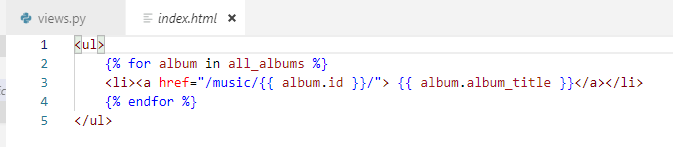 views.py index.html ×
1 <ul>
2 {% for album in all_albums %}
3 <li><a href="/music/{{ album.id }}/"> {{ album.album_title }}</a></li>
4 {% endfor %}
5 </ul>